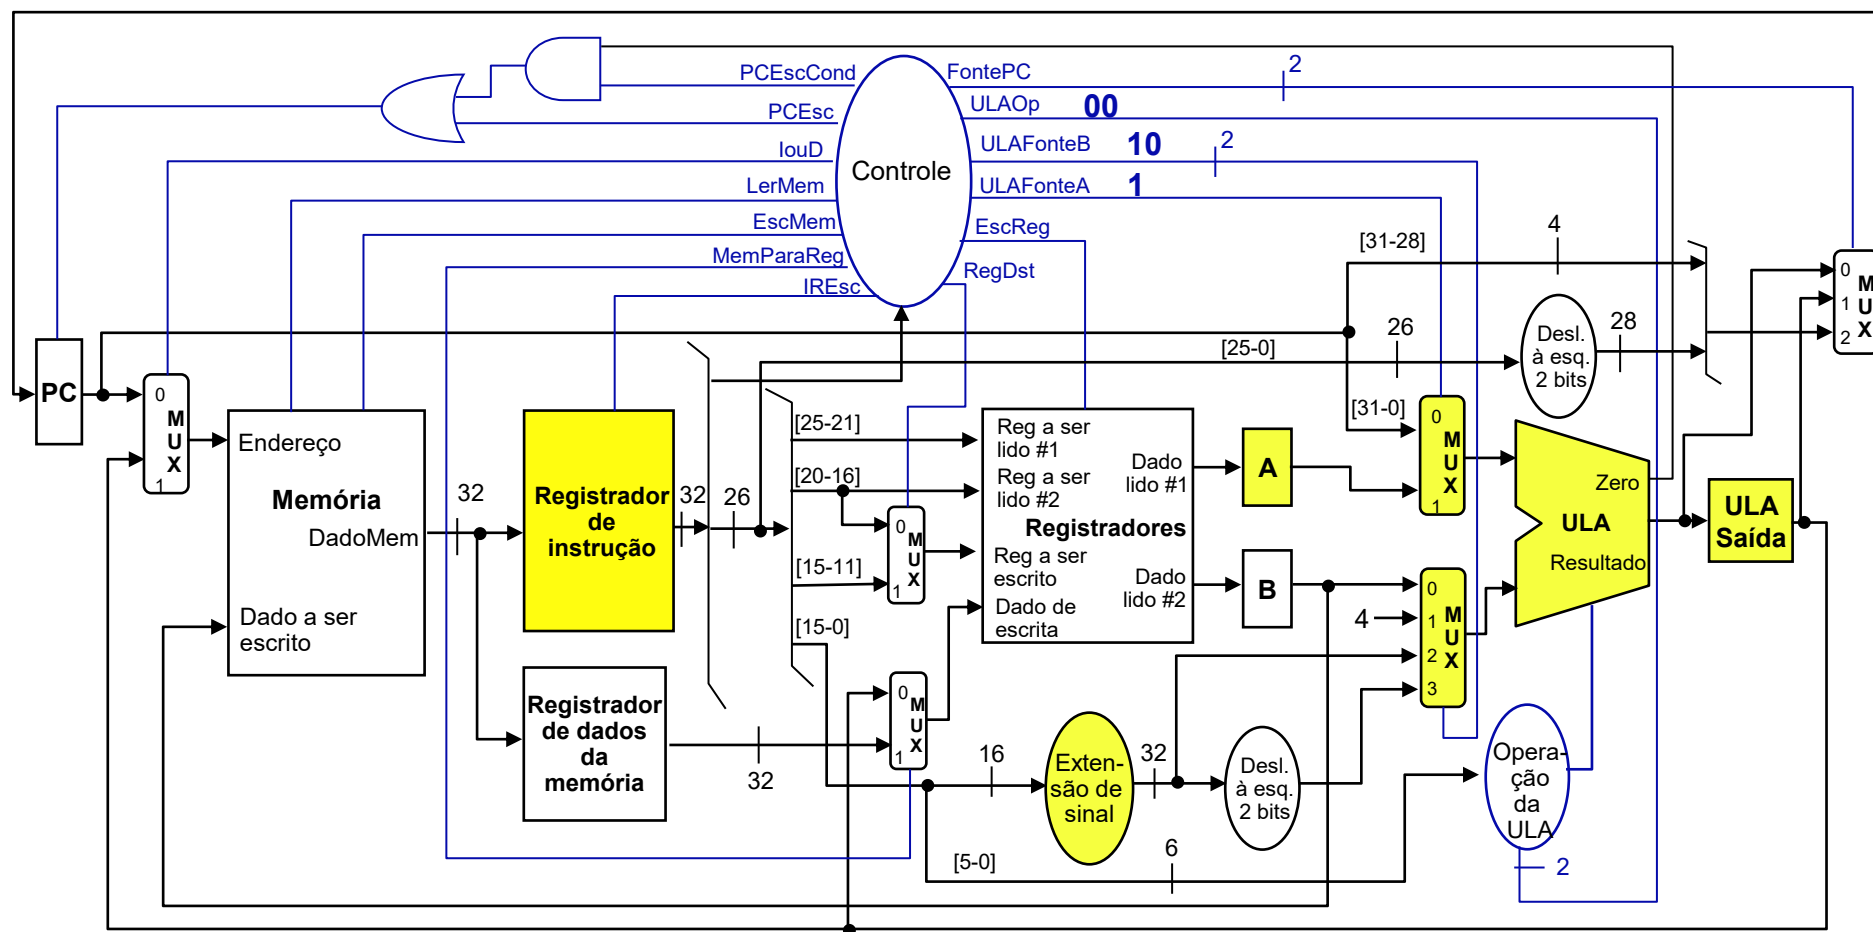 PCEscCond
FontePC
2
PCEsc
ULAOp 00
IouD
ULAFonteB 10 2
LerMem
Controle
ULAFonteA 1
EscMem
EscReg
MemParaReg
RegDst
IREsc
[31-28]
4
26
28
[25-0]
Desl.
à esq.
2 bits
0
1
2
M
U
X
PC
0
M
U
X
1
Endereço
Memória
DadoMem
Dado a ser
escrito
32
Registrador
de
instrução
32
26
Registrador
de dados
da
memória
32
[25-21]
[20-16]
[15-11]
[15-0]
0
M
U
X
1
0
M
U
X
1
Reg a ser
lido #1
Reg a ser
lido #2
Registradores
Reg a ser
escrito
Dado de
escrita
Dado
lido #1
Dado
lido #2
A
B
[31-0]
0
M
U
X
1
4
0
1
2
3
M
U
X
Zero
ULA
Resultado
ULA
Saída
16
Exten-
são de
sinal
32
Desl.
à esq.
2 bits
Opera-
ção
da
ULA
[5-0]
6
2